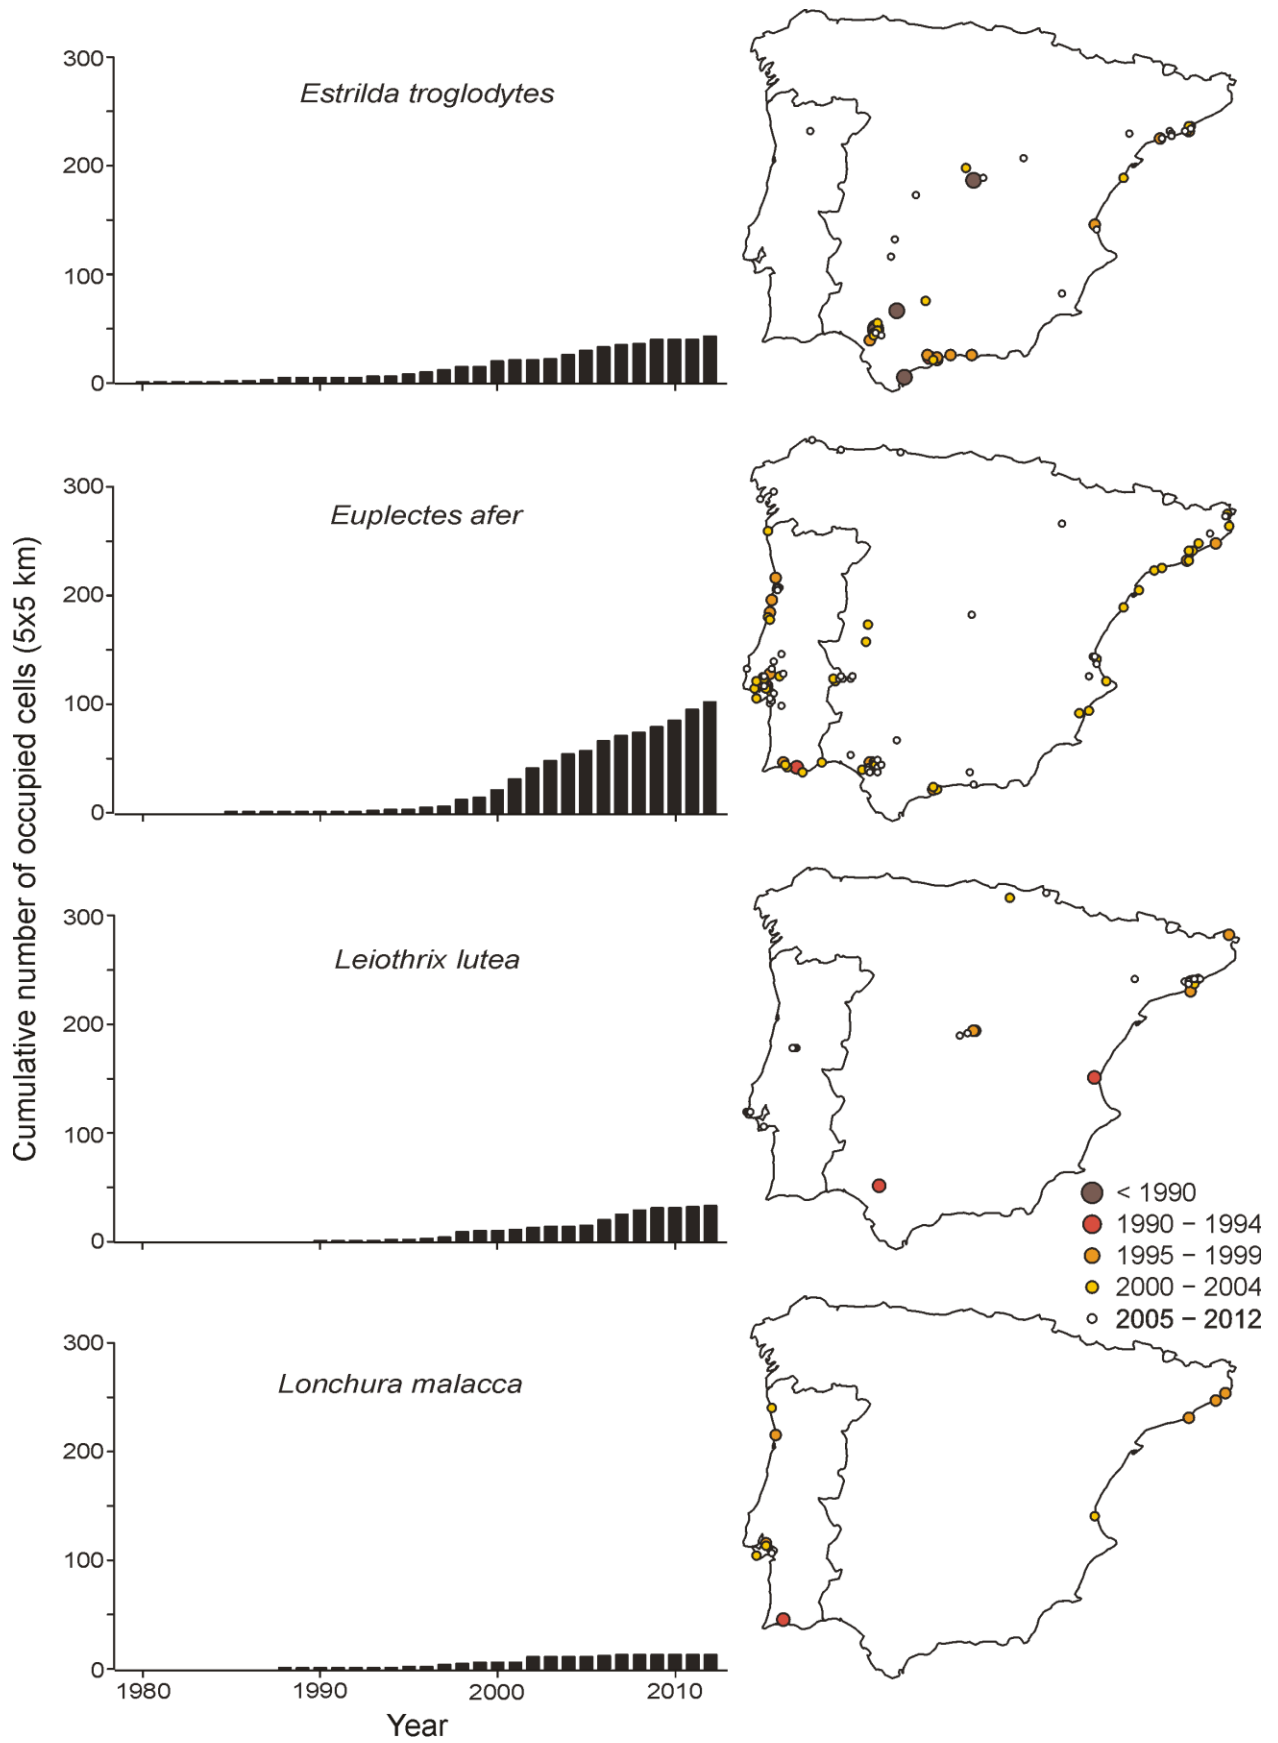 Cumulative number of occupied cells (5x5 km)
300
200
100
0
Estrilda troglodytes
300
200
100
0
Euplectes afer
300
200
100
0
Leiothrix lutea
< 1990
1990 − 1994
1995 − 1999
2000 − 2004
2005 − 2012
300
200
100
0
Lonchura malacca
1980 1990 2000 2010
Year